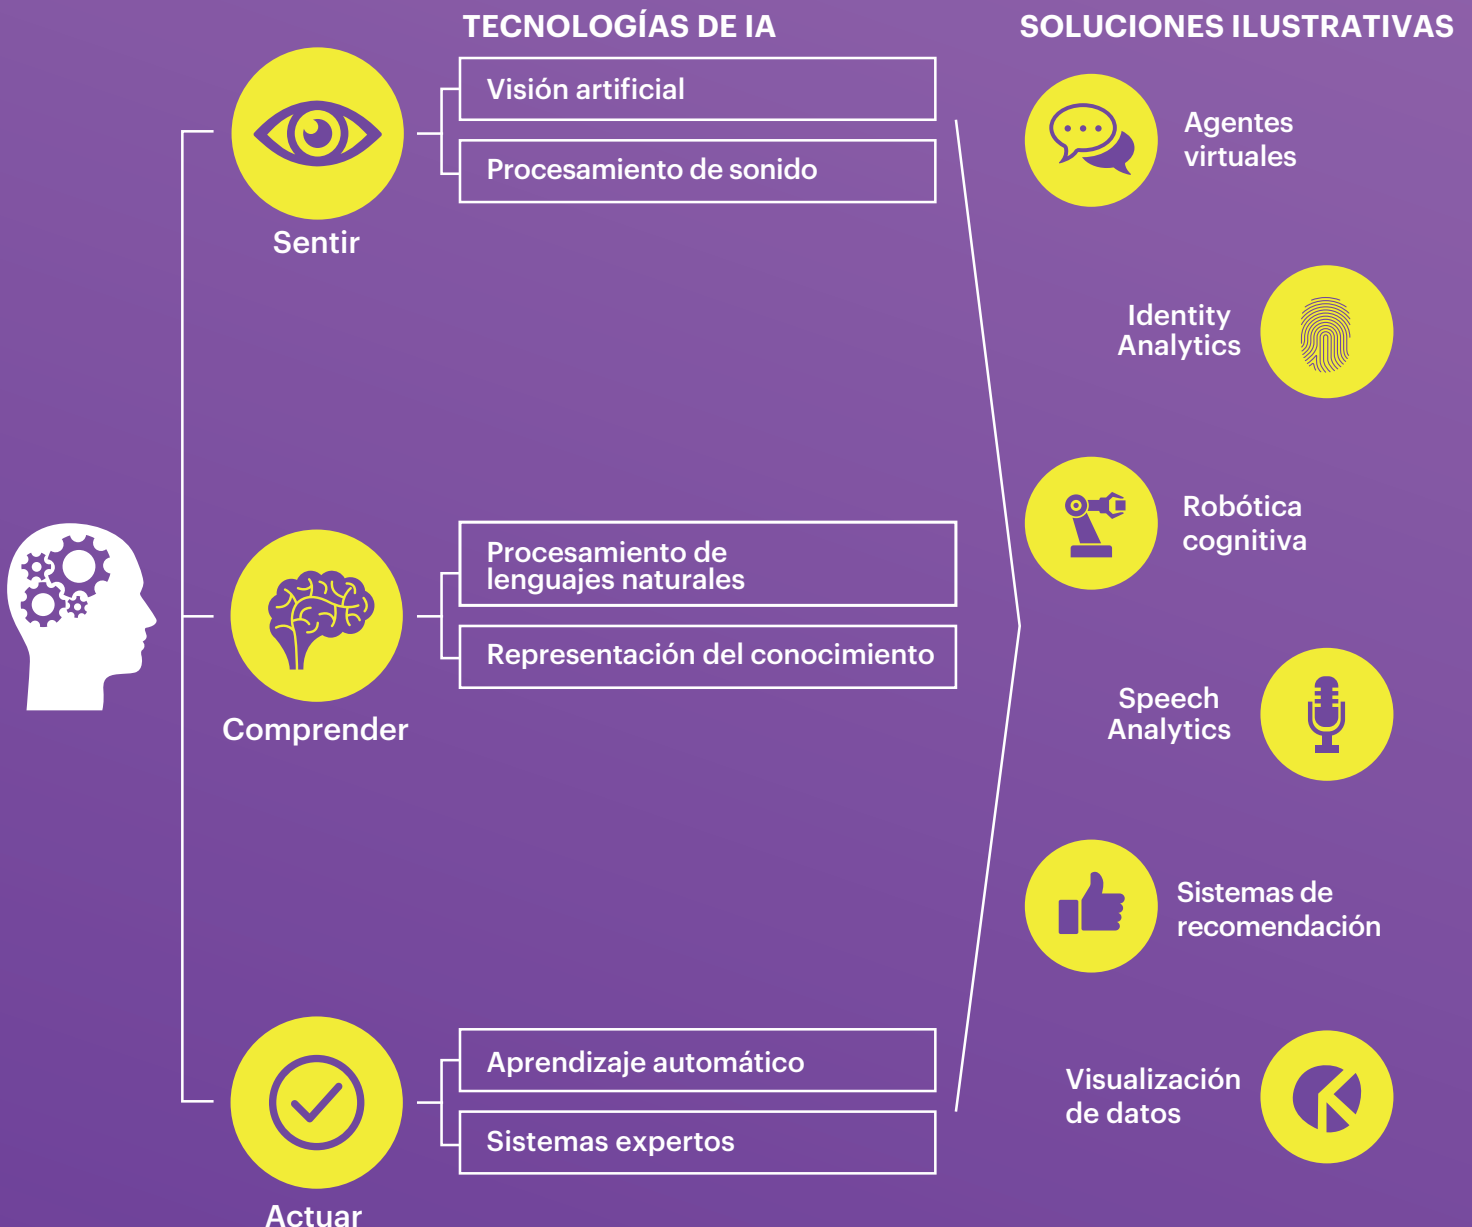 TECNOLOGÍAS DE IA
Visión artificial
Procesamiento de sonido
Sentir
Procesamiento de
lenguajes naturales
Representación del conocimiento
Comprender
Aprendizaje automático
Sistemas expertos
Actuar
SOLUCIONES ILUSTRATIVAS
Agentes
virtuales
Identity
Analytics
Robótica
cognitiva
Speech
Analytics
Sistemas de
recomendación
Visualización
de datos